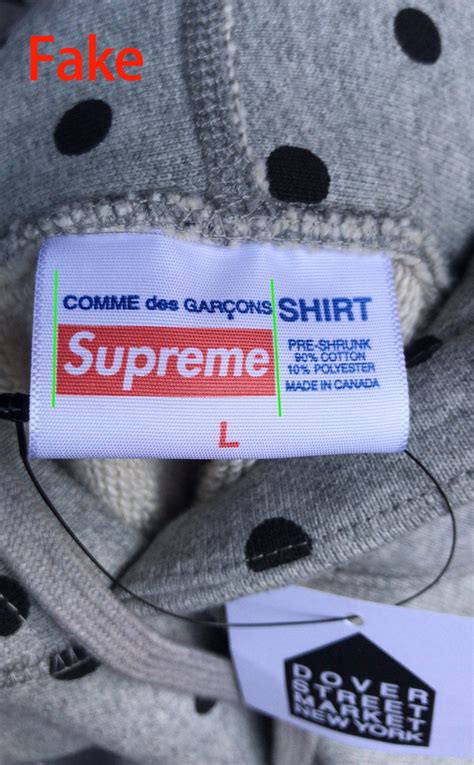 Fake
COMME des GARÇONS SHIRT
Supreme
PRE-SHRUNK
90% COTTON
10% POLYESTER
MADE IN CANADA
L
DOVER
STREET
MARKET
NEW YORK